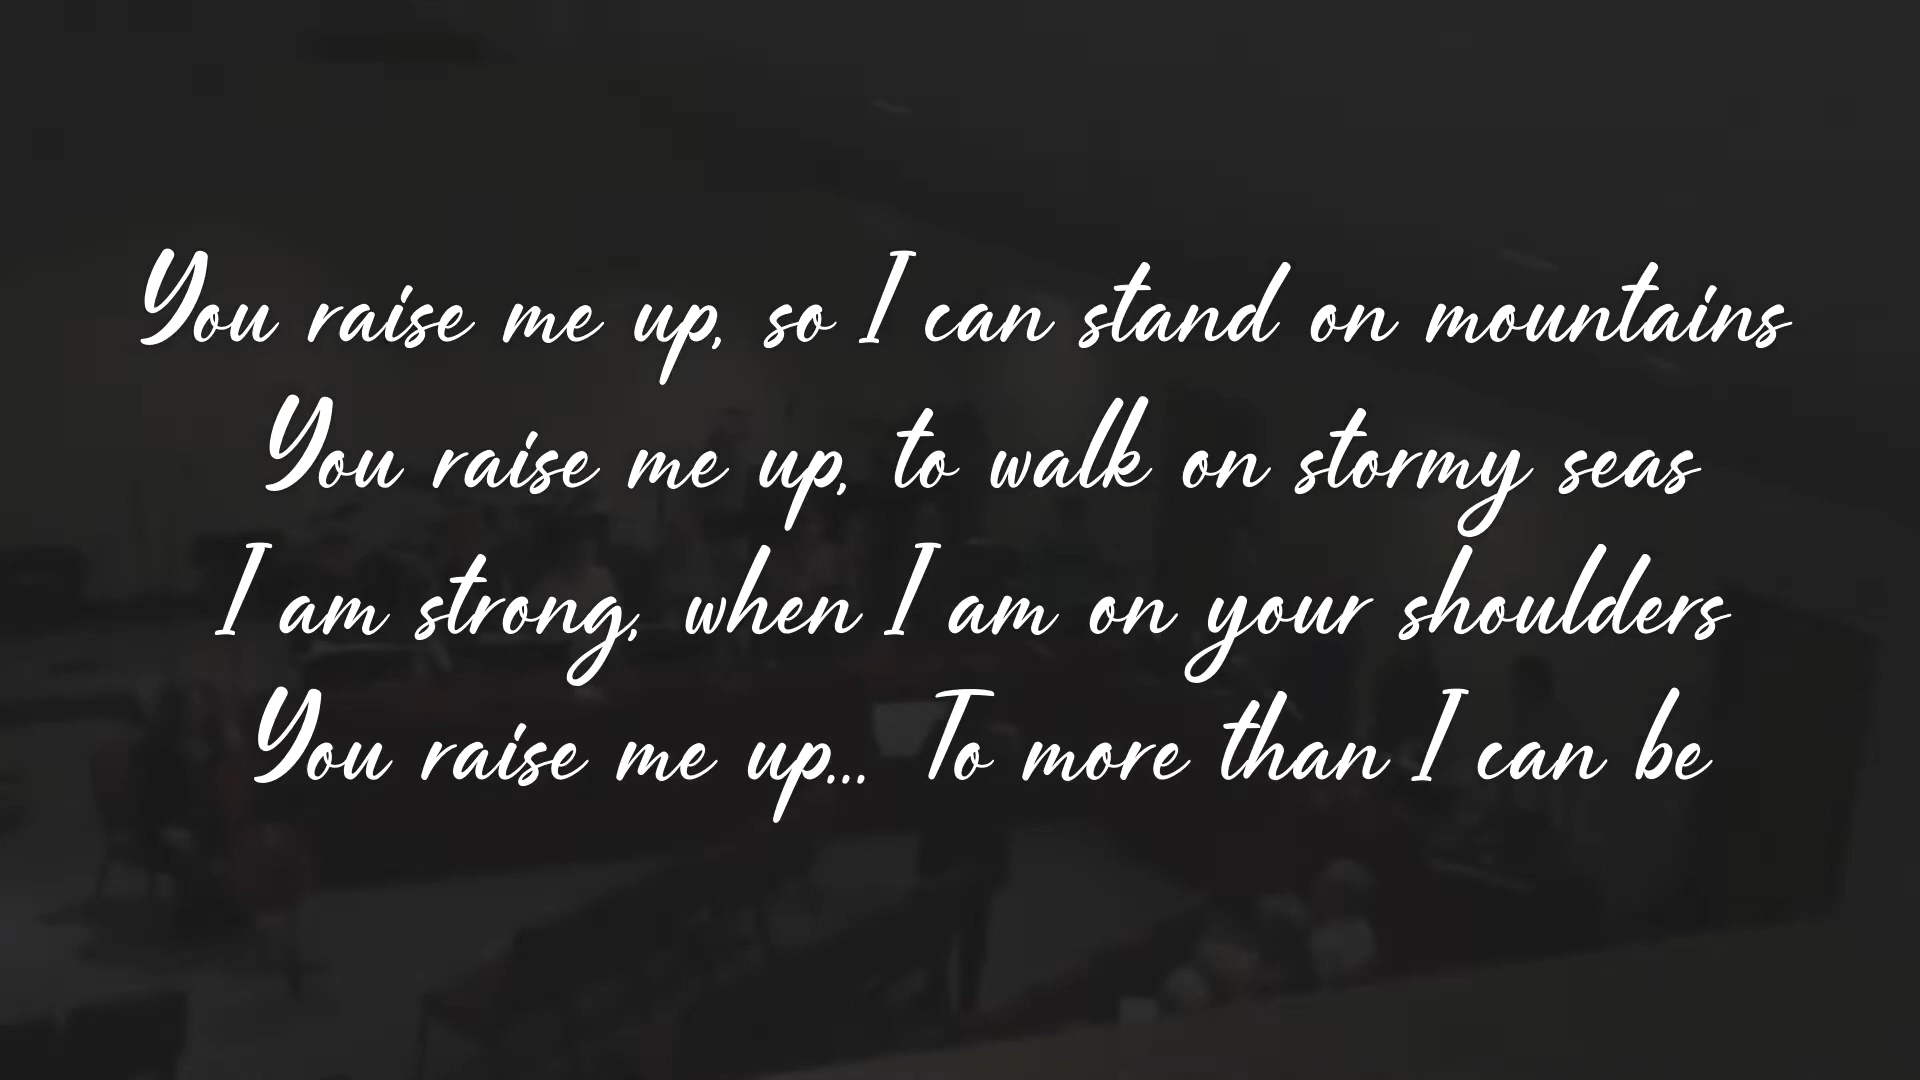 You raise me up, so I can stand on mountains
You raise me up, to walk on stormy seas
I am strong, when I am on your shoulders
You raise me up... To more than I can be